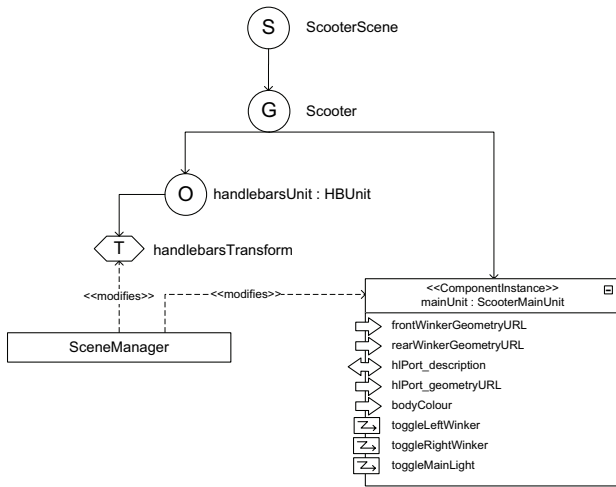 S ScooterScene
G Scooter
O handlebarsUnit : HBUnit
T handlebarsTransform
<<modifies>>
<<modifies>>
SceneManager
<<ComponentInstance>>
mainUnit : ScooterMainUnit
frontWinkerGeometryURL
rearWinkerGeometryURL
hlPort_description
hlPort_geometryURL
bodyColour
toggleLeftWinker
toggleRightWinker
toggleMainLight